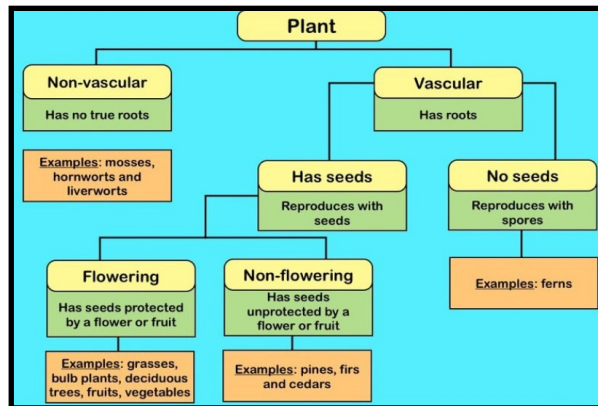 Plant
Non-vascular
Has no true roots
Examples: mosses,
hornworts and
liverworts
Vascular
Has roots
Has seeds
Reproduces with
seeds
No seeds
Reproduces with
spores
Examples: ferns
Flowering
Has seeds protected
by a flower or fruit
Examples: grasses,
bulb plants, deciduous
trees, fruits, vegetables
Non-flowering
Has seeds
unprotected by a
flower or fruit
Examples: pines, firs
and cedars